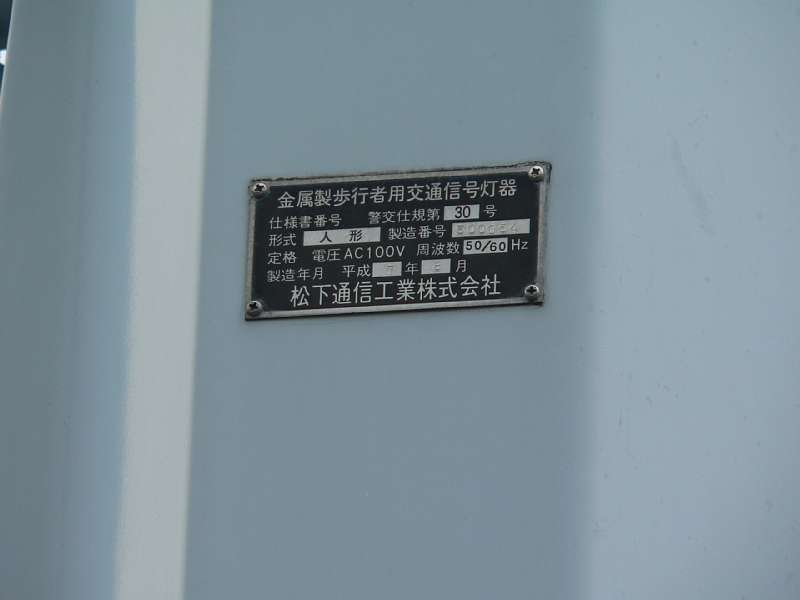 金属製歩行者用交通信号灯器
仕様書番号 警交仕規第 30 号
形式 人形 製造番号
定格 電圧 AC100V 周波数 50/60 Hz
製造年月 平成 年 月
松下通信工業株式会社